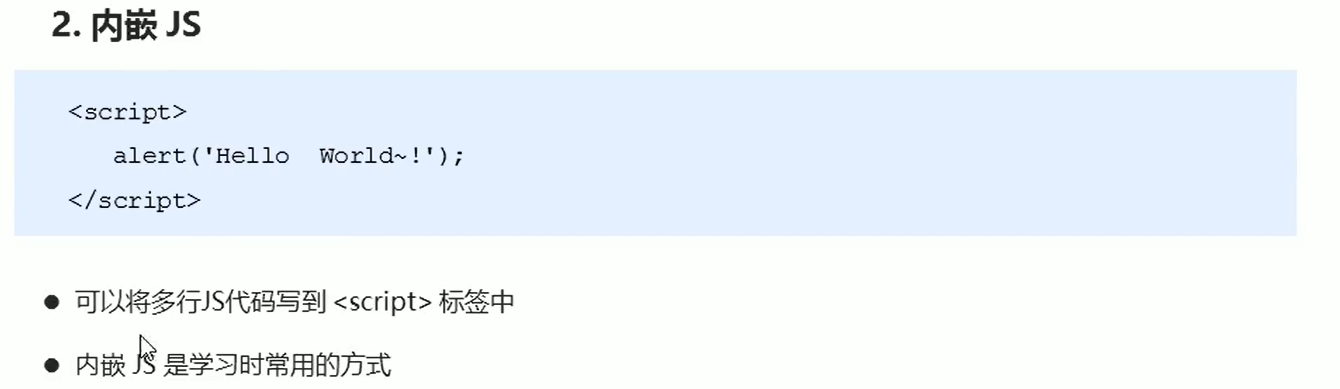 2. 内嵌 JS
<script>
alert('Hello  World~!');
</script>
● 可以将多行JS代码写到 <script> 标签中
● 内嵌 JS 是学习时常用的方式